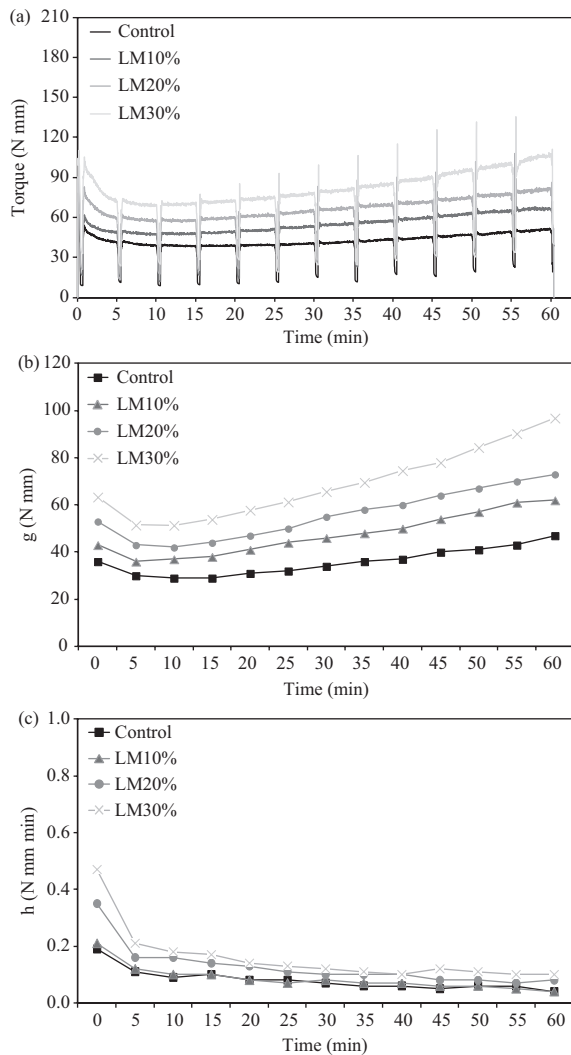 (a)
210
180
150
120
90
60
30
0
Torque (N mm)
Control
LM10%
LM20%
LM30%
0 5 10 15 20 25 30 35 40 45 50 55 60
Time (min)
(b)
120
100
80
60
40
20
0
g (N mm)
Control
LM10%
LM20%
LM30%
0 5 10 15 20 25 30 35 40 45 50 55 60
Time (min)
(c)
1.0
0.8
0.6
0.4
0.2
0.0
h (N mm min)
Control
LM10%
LM20%
LM30%
0 5 10 15 20 25 30 35 40 45 50 55 60
Time (min)